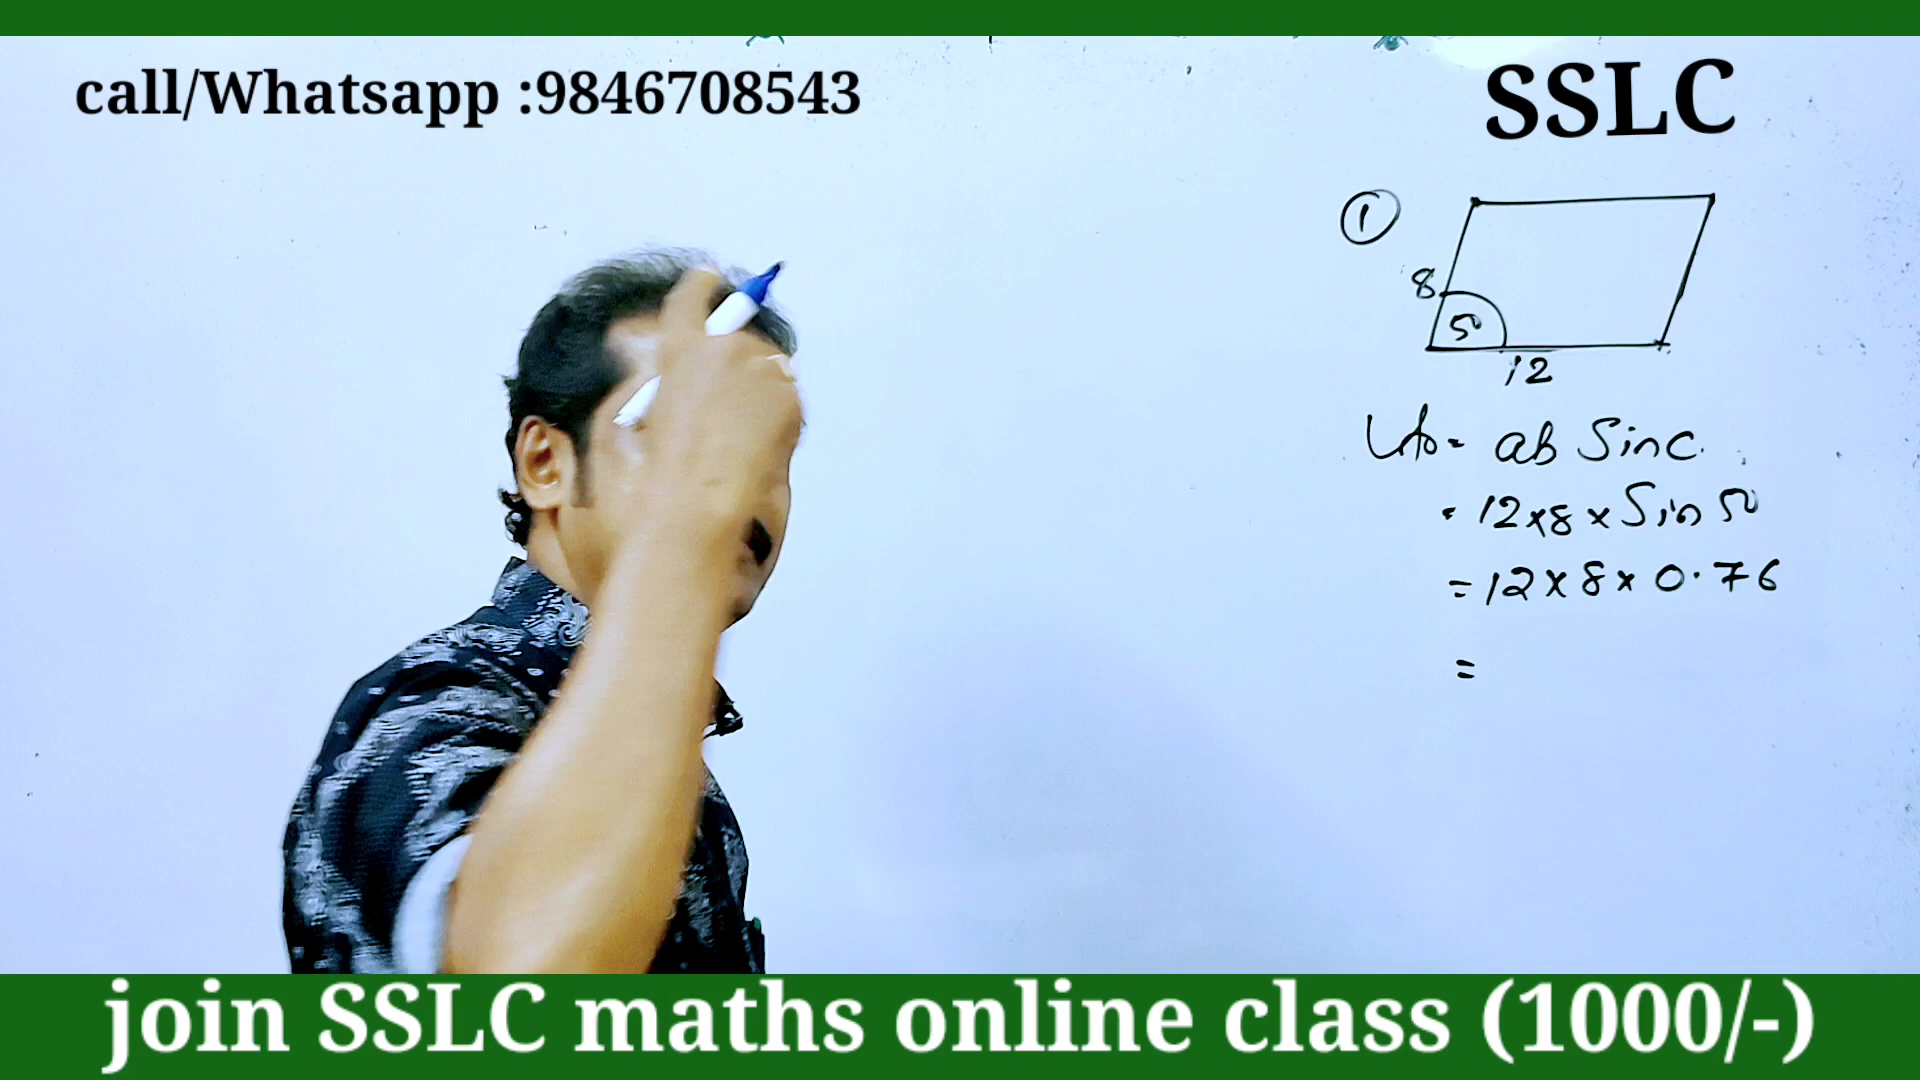 call/Whatsapp :9846708543
SSLC
1
8
50
12
= ab Sin C
= 12×8×Sin 50
= 12×8×0.76
=
join SSLC maths online class (1000/-)